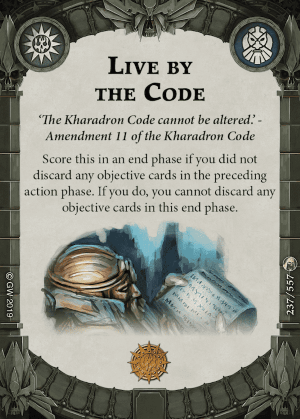 LIVE BY
THE CODE
'The Kharadron Code cannot be altered.' -
Amendment 11 of the Kharadron Code
Score this in an end phase if you did not
discard any objective cards in the preceding
action phase. If you do, you cannot discard any
objective cards in this end phase.
© GW 2019
237/557